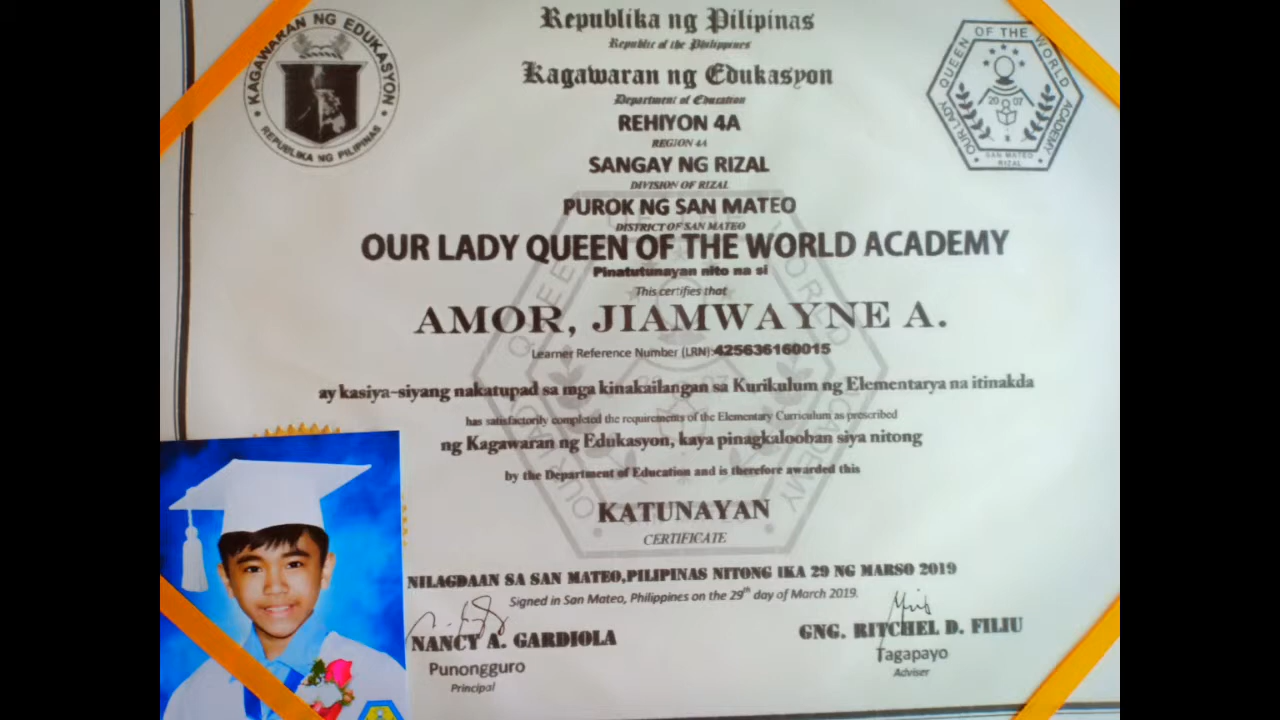 KAGAWARAN NG EDUKASYON
REPUBLIKA NG PILIPINAS
Republika ng Pilipinas
Republic of the Philippines
Kagawaran ng Edukasyon
Department of Education
REHIYON 4A
REGION 4A
SANGAY NG RIZAL
DIVISION OF RIZAL
PUROK NG SAN MATEO
DISTRICT OF SAN MATEO
OUR LADY QUEEN OF THE WORLD ACADEMY
2007
SAN MATEO
RIZAL
OUR LADY QUEEN OF THE WORLD ACADEMY
Pinatutunayan nito na si
This certifies that
AMOR, JIAMWAYNE A.
Learner Reference Number (LRN):425636160015
ay kasiya-siyang nakatupad sa mga kinakailangan sa Kurikulum ng Elementarya na itinakda
has satisfactorily completed the requirements of the Elementary Curriculum as prescribed
ng Kagawaran ng Edukasyon, kaya pinagkalooban siya nitong
by the Department of Education and is therefore awarded this
KATUNAYAN
CERTIFICATE
NILAGDAAN SA SAN MATEO,PILIPINAS NITONG IKA 29 NG MARSO 2019
Signed in San Mateo, Philippines on the 29th day of March 2019.
NANCY A. GARDIOLA
Punongguro
Principal
GNG. RITCHEL D. FILIU
Tagapayo
Adviser